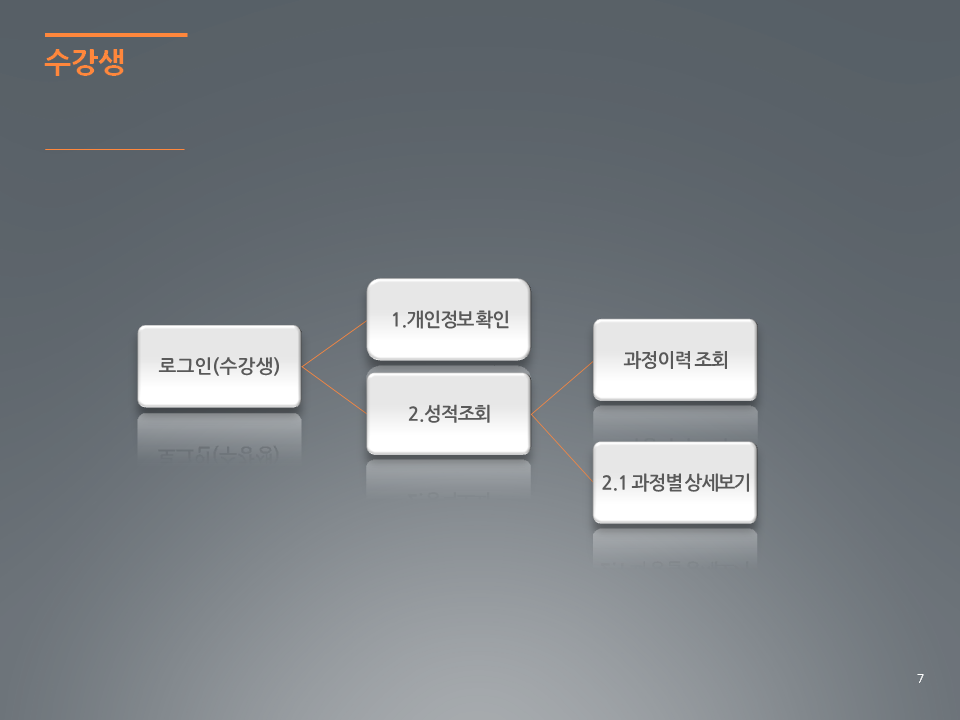 수강생
로그인(수강생)
1.개인정보 확인
2.성적조회
과정이력 조회
2.1 과정별 상세보기
7